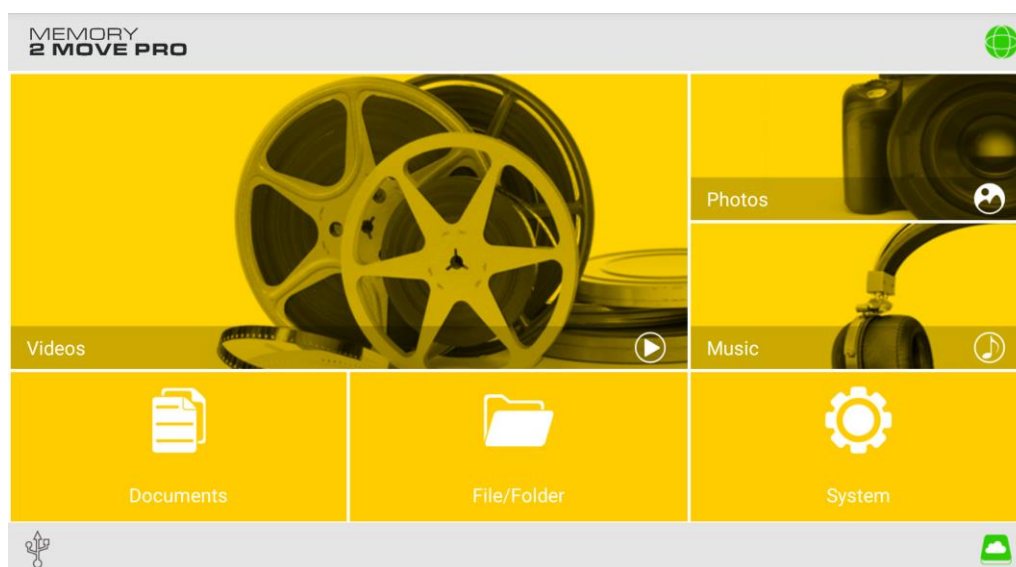 MEMORY
2 MOVE PRO
Photos
Videos
Music
Documents
File/Folder
System